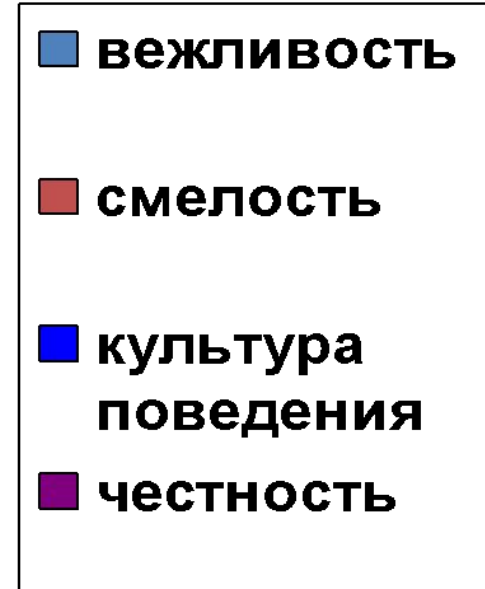 вежливость
смелость
культура
поведения
честность